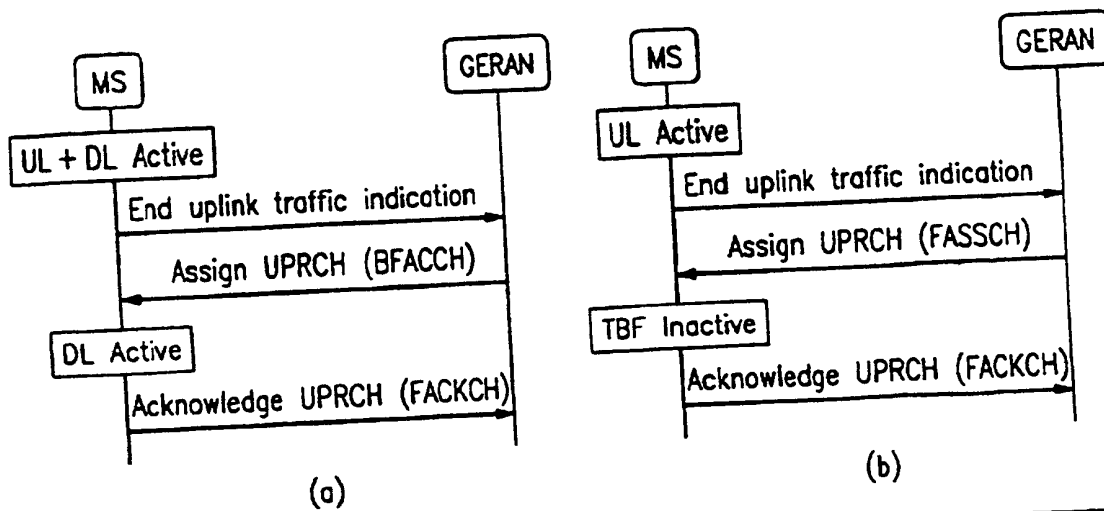 MS
GERAN
UL + DL Active
End uplink traffic indication
Assign UPRCH (BFACCH)
DL Active
Acknowledge UPRCH (FACKCH)
(a)
MS
GERAN
UL Active
End uplink traffic indication
Assign UPRCH (FASSCH)
TBF Inactive
Acknowledge UPRCH (FACKCH)
(b)